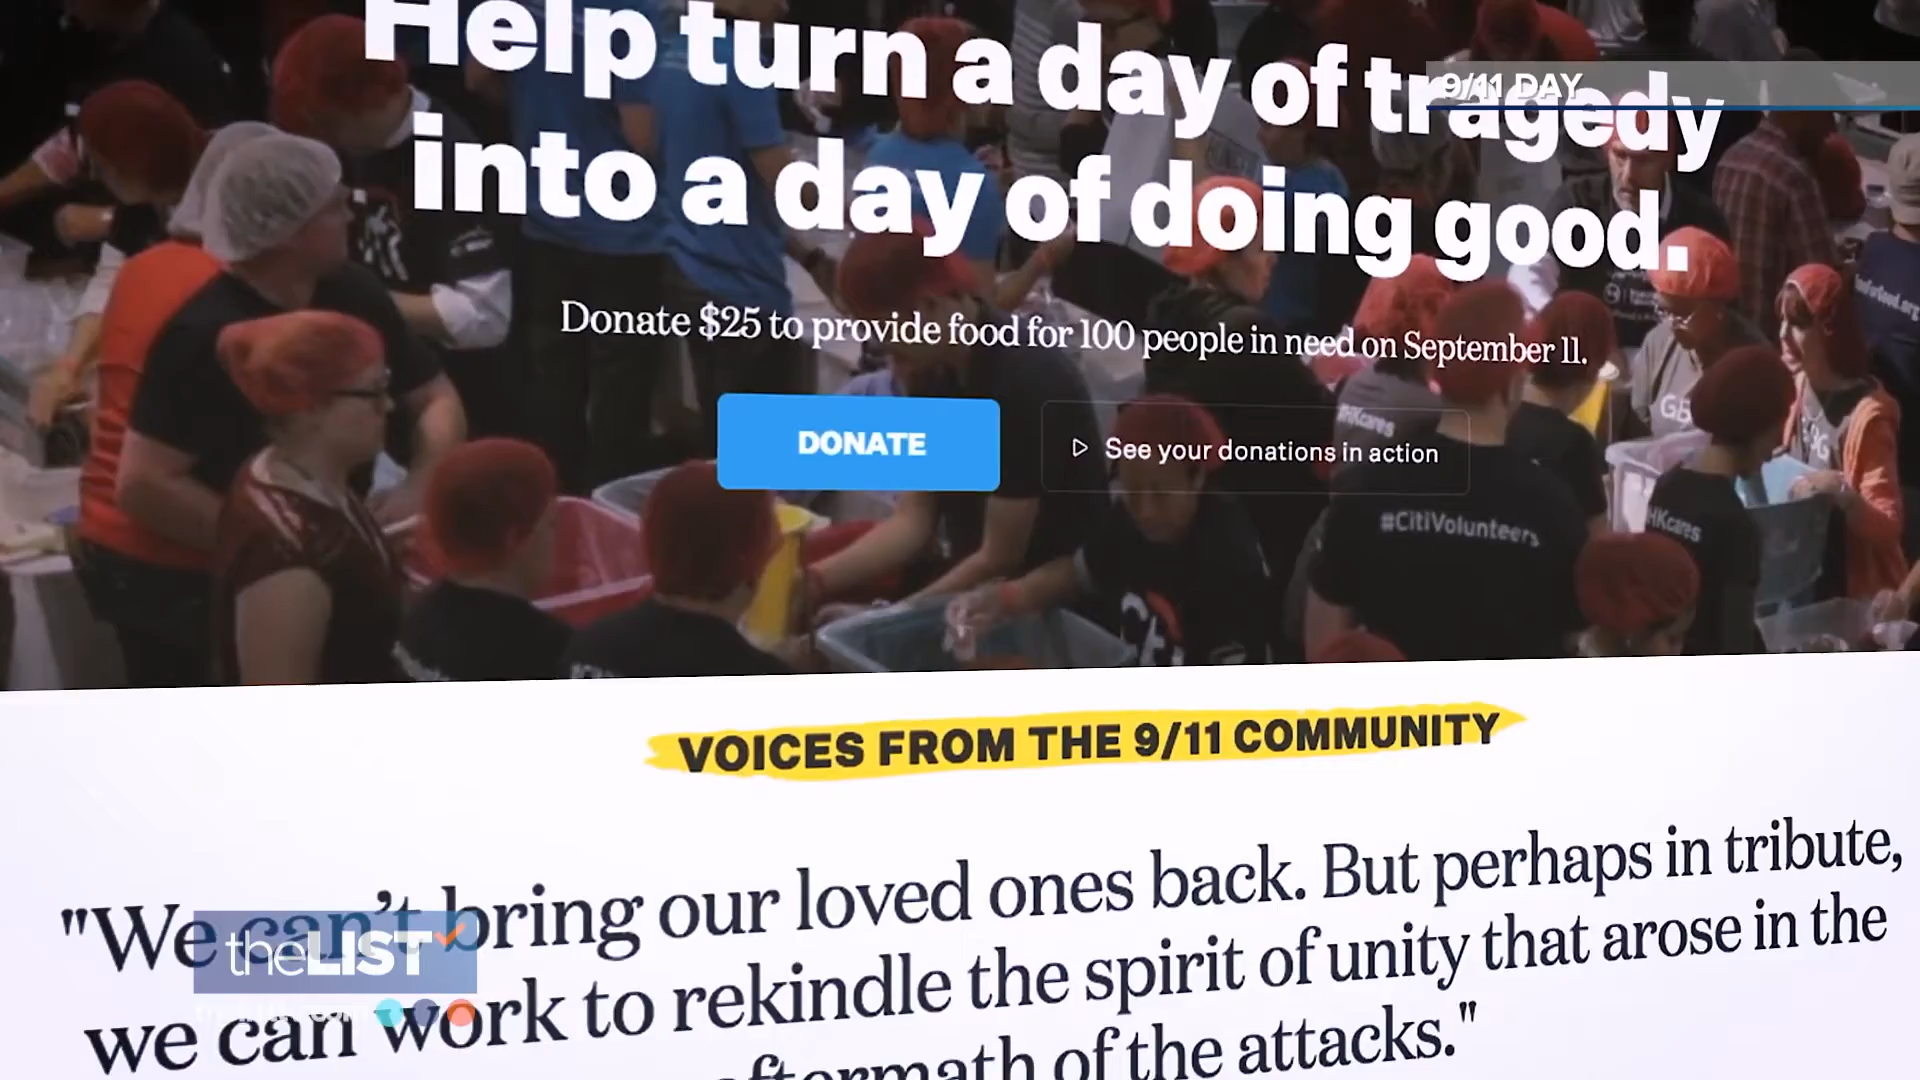 Help turn a day of tragedy
9/11 DAY
into a day of doing good.
Donate $25 to provide food for 100 people in need on September 11.
DONATE
See your donations in action
#HKcares
#CitiVolunteers
HKcares
VOICES FROM THE 9/11 COMMUNITY
"We can't bring our loved ones back. But perhaps in tribute,
we can work to rekindle the spirit of unity that arose in the
aftermath of the attacks."
theLIST